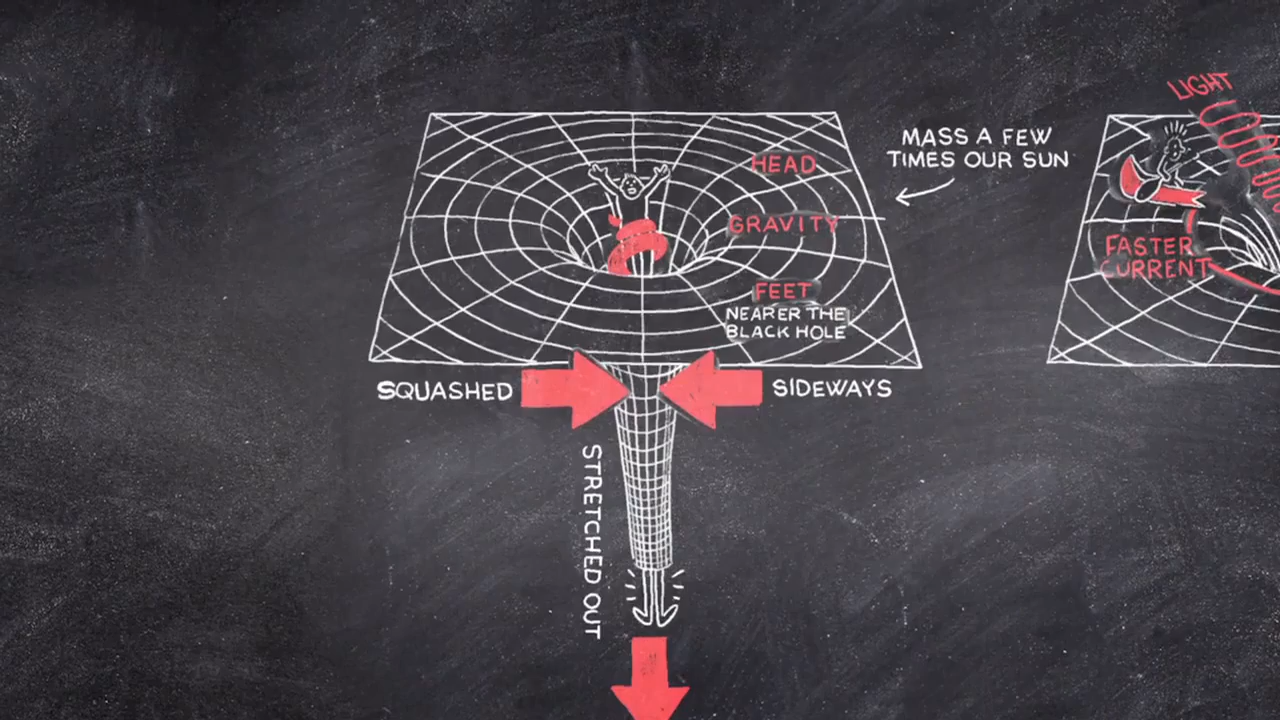 LIGHT
MASS A FEW
TIMES OUR SUN
HEAD
GRAVITY
FASTER
CURRENT
FEET
NEARER THE
BLACK HOLE
SQUASHED
SIDEWAYS
STRETCHED OUT